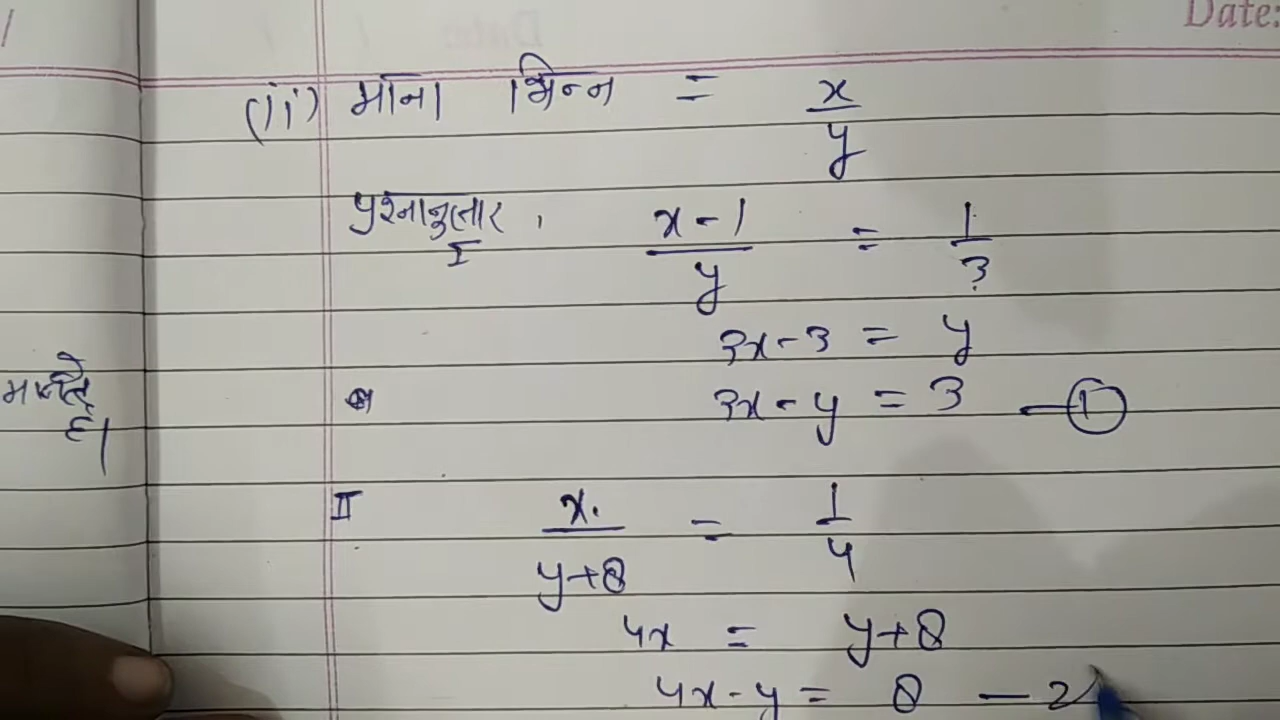 Date:
(ii) माना भिन्न = x/y
प्रश्नानुसार, (x-1)/y = 1/3
I
3x-3 = y
3x-y = 3 —①
II x/(y+8) = 1/4
4x = y+8
4x-y = 8 — 2